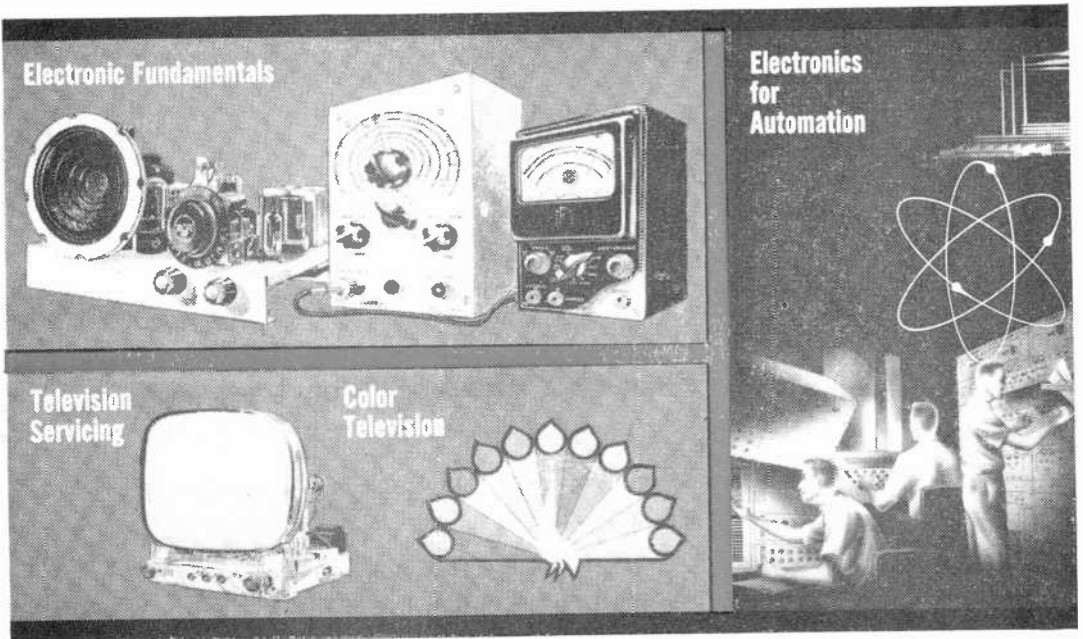 Electronic Fundamentals
Electronics
for
Automation
Television
Servicing
Color
Television